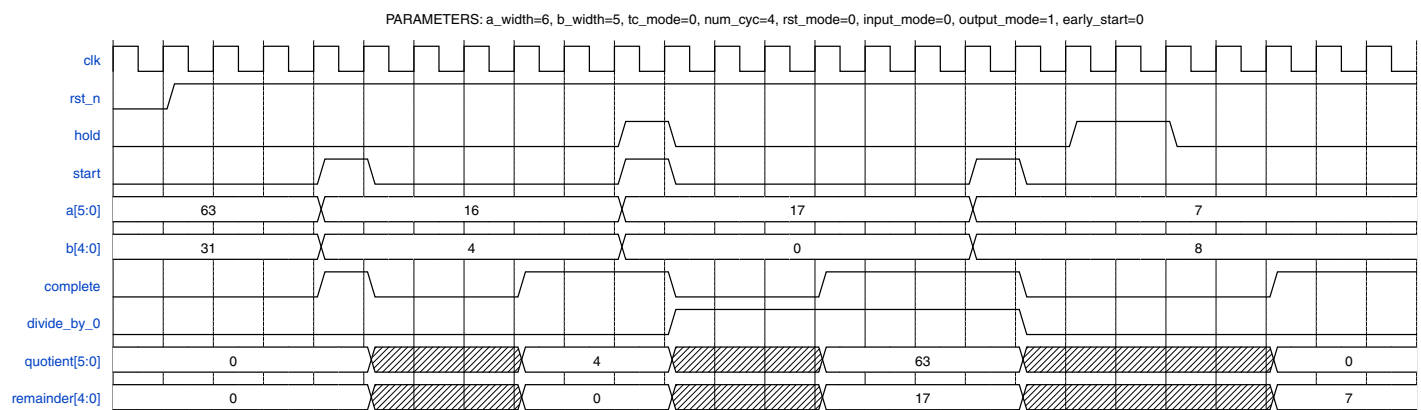 PARAMETERS: a_width=6, b_width=5, tc_mode=0, num_cyc=4, rst_mode=0, input_mode=0, output_mode=1, early_start=0
clk
rst_n
hold
start
a[5:0] 63 16 17 7
b[4:0] 31 4 0 8
complete
divide_by_0
quotient[5:0] 0 4 63 0
remainder[4:0] 0 0 17 7